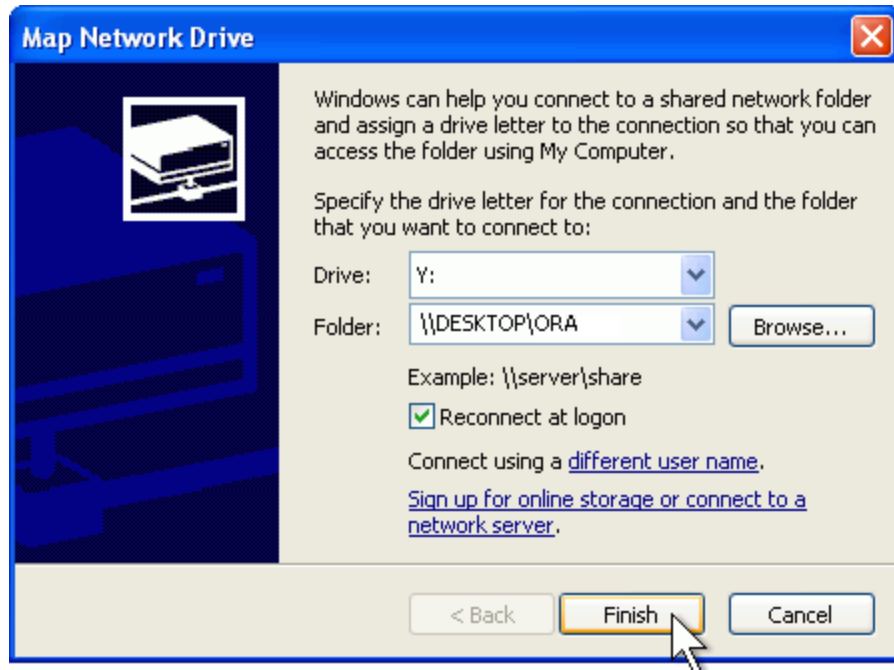 Map Network Drive
Windows can help you connect to a shared network folder
and assign a drive letter to the connection so that you can
access the folder using My Computer.
Specify the drive letter for the connection and the folder
that you want to connect to:
Drive: Y:
Folder: \\DESKTOP\ORA Browse...
Example: \\server\share
Reconnect at logon
Connect using a different user name.
Sign up for online storage or connect to a
network server.
< Back Finish Cancel